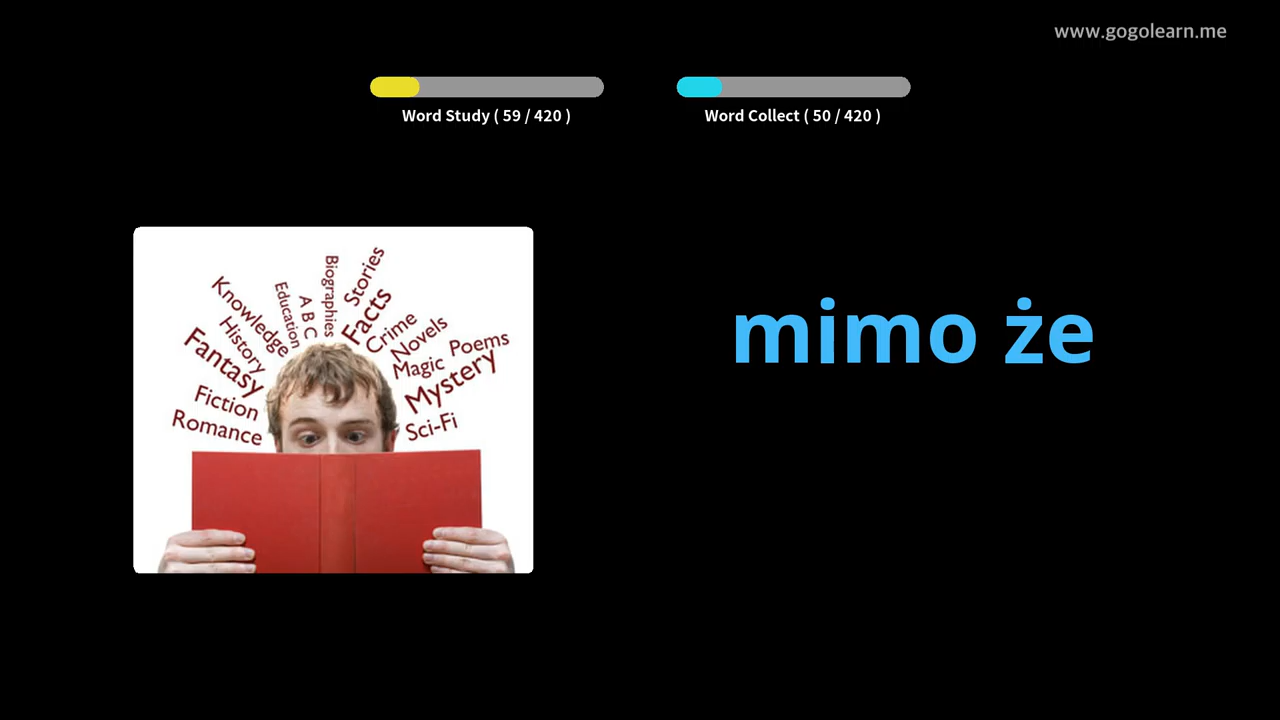 www.gogolearn.me
Word Study ( 59 / 420 )
Word Collect ( 50 / 420 )
Biographies
Stories
Education
A B C
Facts
Knowledge
Crime
History
Novels
Fantasy
Magic
Poems
Fiction
Mystery
Romance
Sci-Fi
mimo że